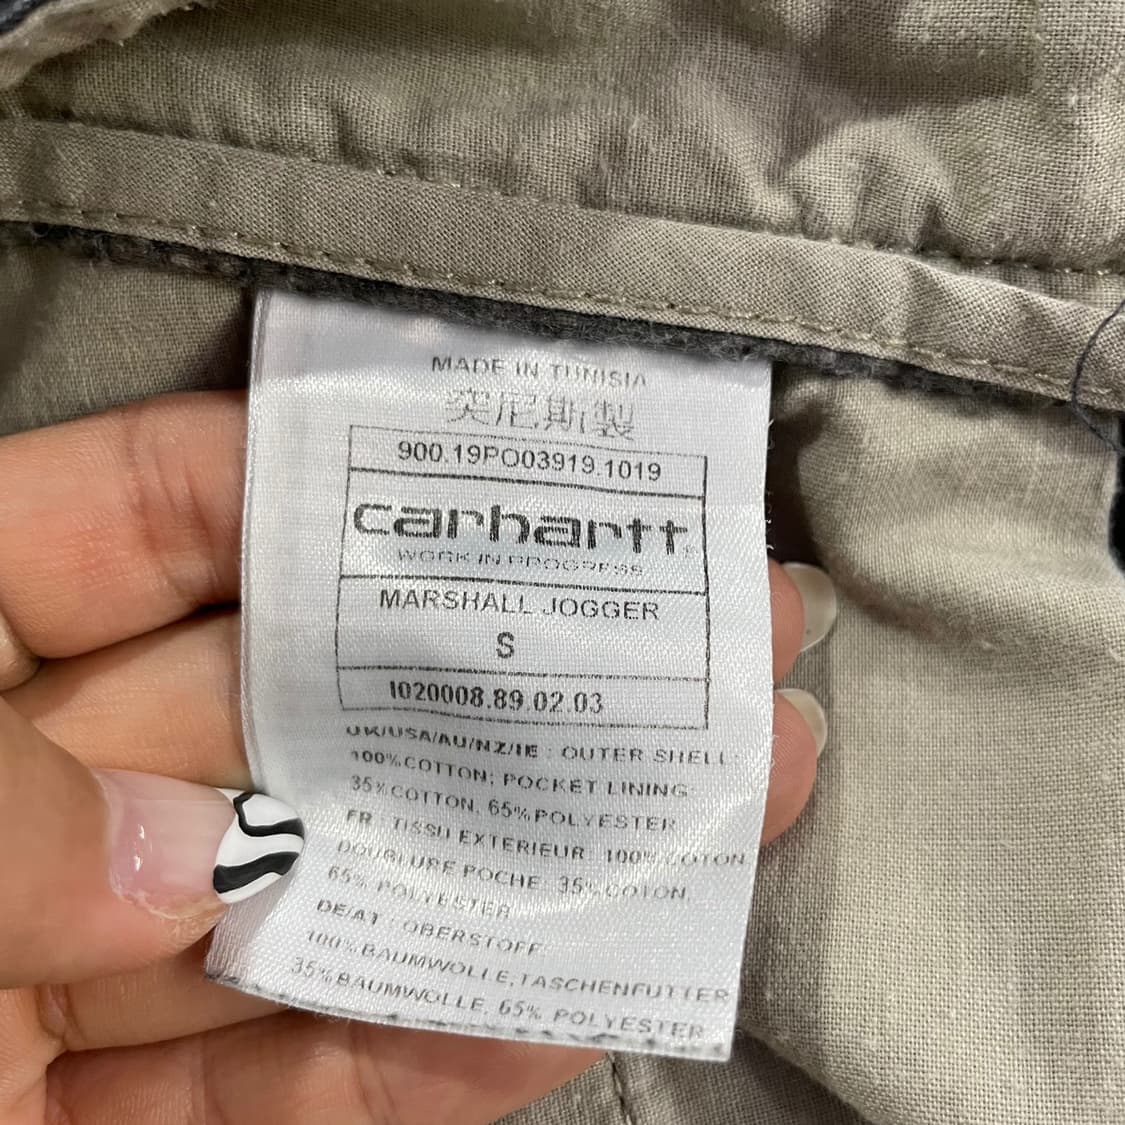 MADE IN TUNISIA
突尼斯製
900.19PO03919.1019
carhartt
WORK IN PROGRESS
MARSHALL JOGGER
S
I020008.89.02.03
UK/USA/AU/NZ/IE : OUTER SHELL:
100%COTTON; POCKET LINING:
35%COTTON, 65%POLYESTER
FR : TISSU EXTERIEUR: 100% COTON
DOUBLURE POCHE: 35% COTON,
65% POLYESTER
DE/AT : OBERSTOFF:
100%BAUMWOLLE,TASCHENFUTTER
35%BAUMWOLLE, 65% POLYESTER